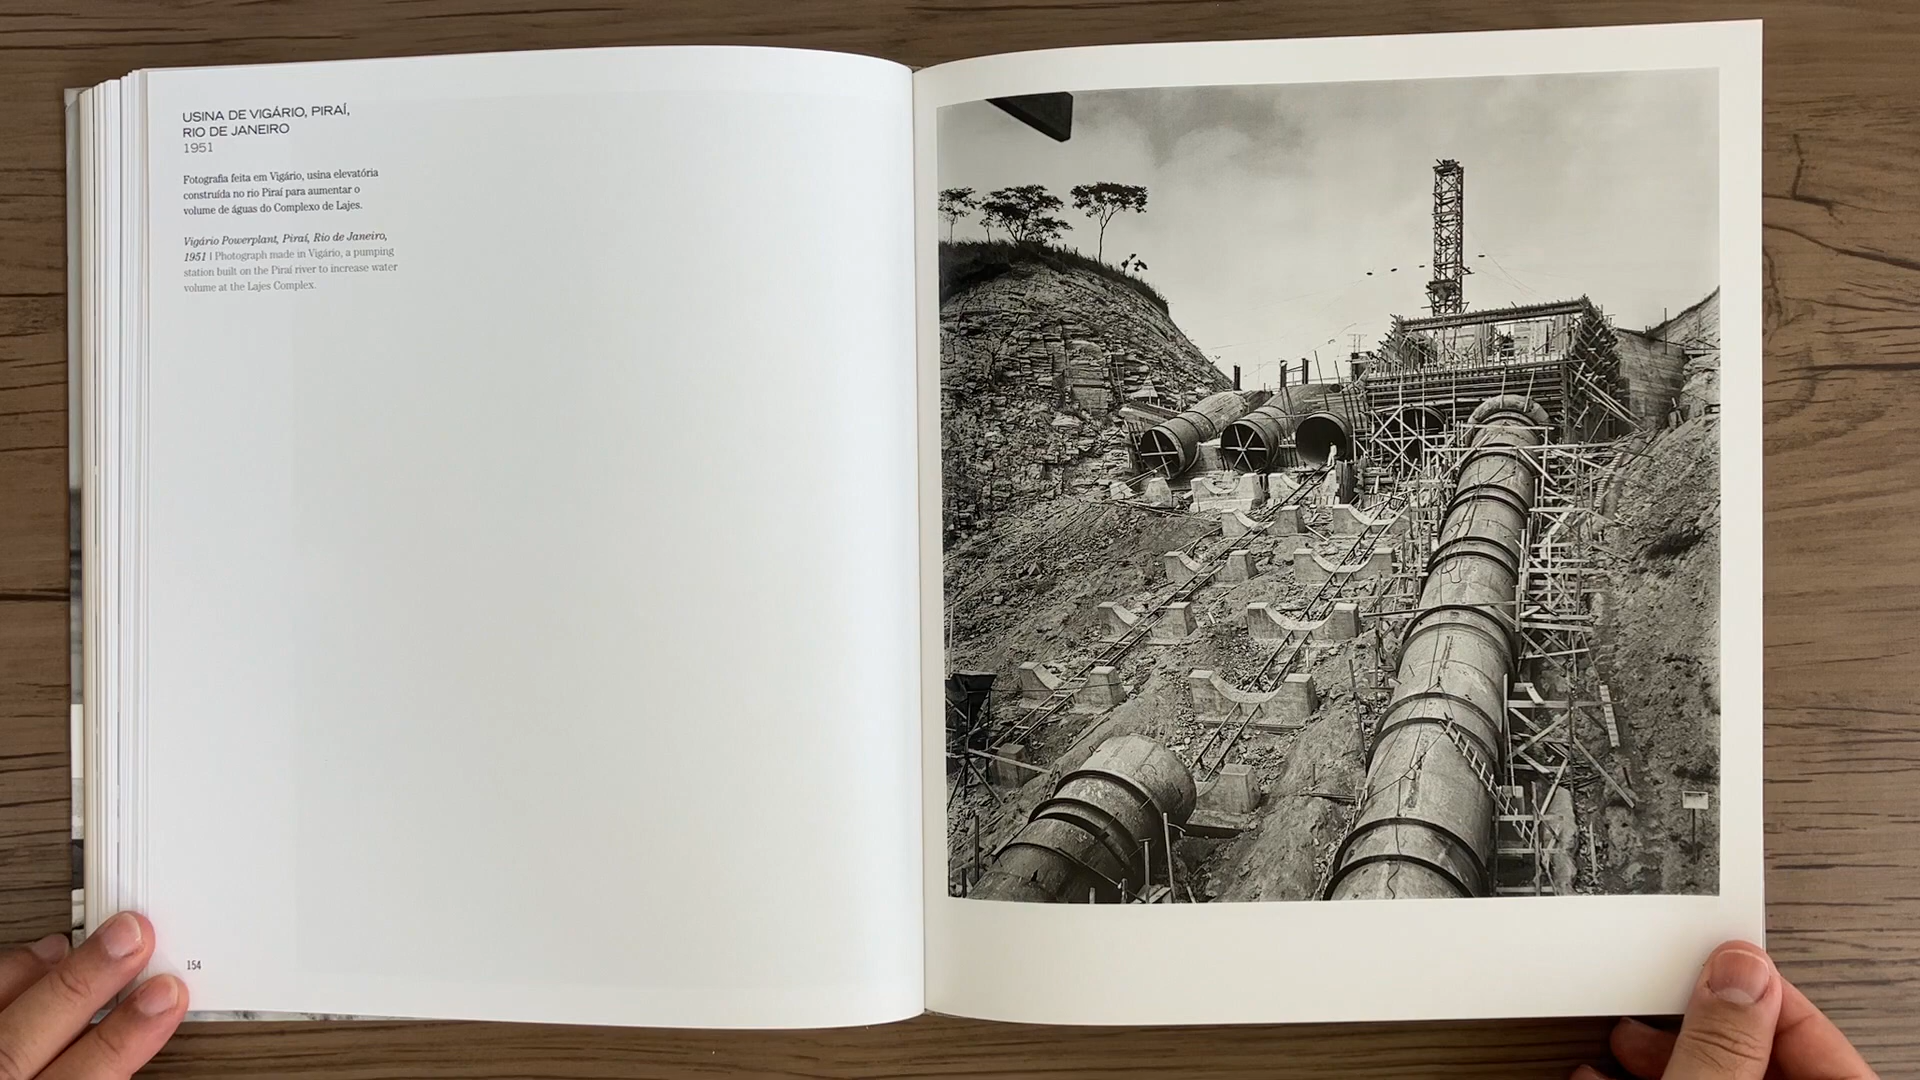 USINA DE VIGÁRIO, PIRAÍ,
RIO DE JANEIRO
1951
Fotografia feita em Vigário, usina elevatória
construída no rio Piraí para aumentar o
volume de águas do Complexo de Lajes.
Vigário Powerplant, Piraí, Rio de Janeiro,
1951 | Photograph made in Vigário, a pumping
station built on the Piraí river to increase water
volume at the Lajes Complex.
154